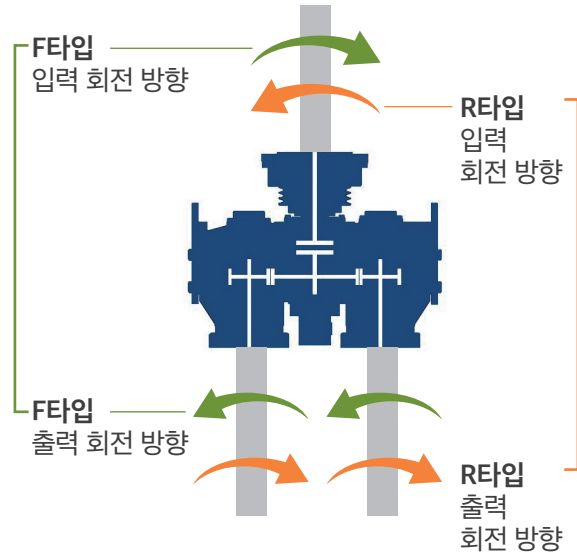 F타입
입력 회전 방향
R타입
입력
회전 방향
F타입
출력 회전 방향
R타입
출력
회전 방향